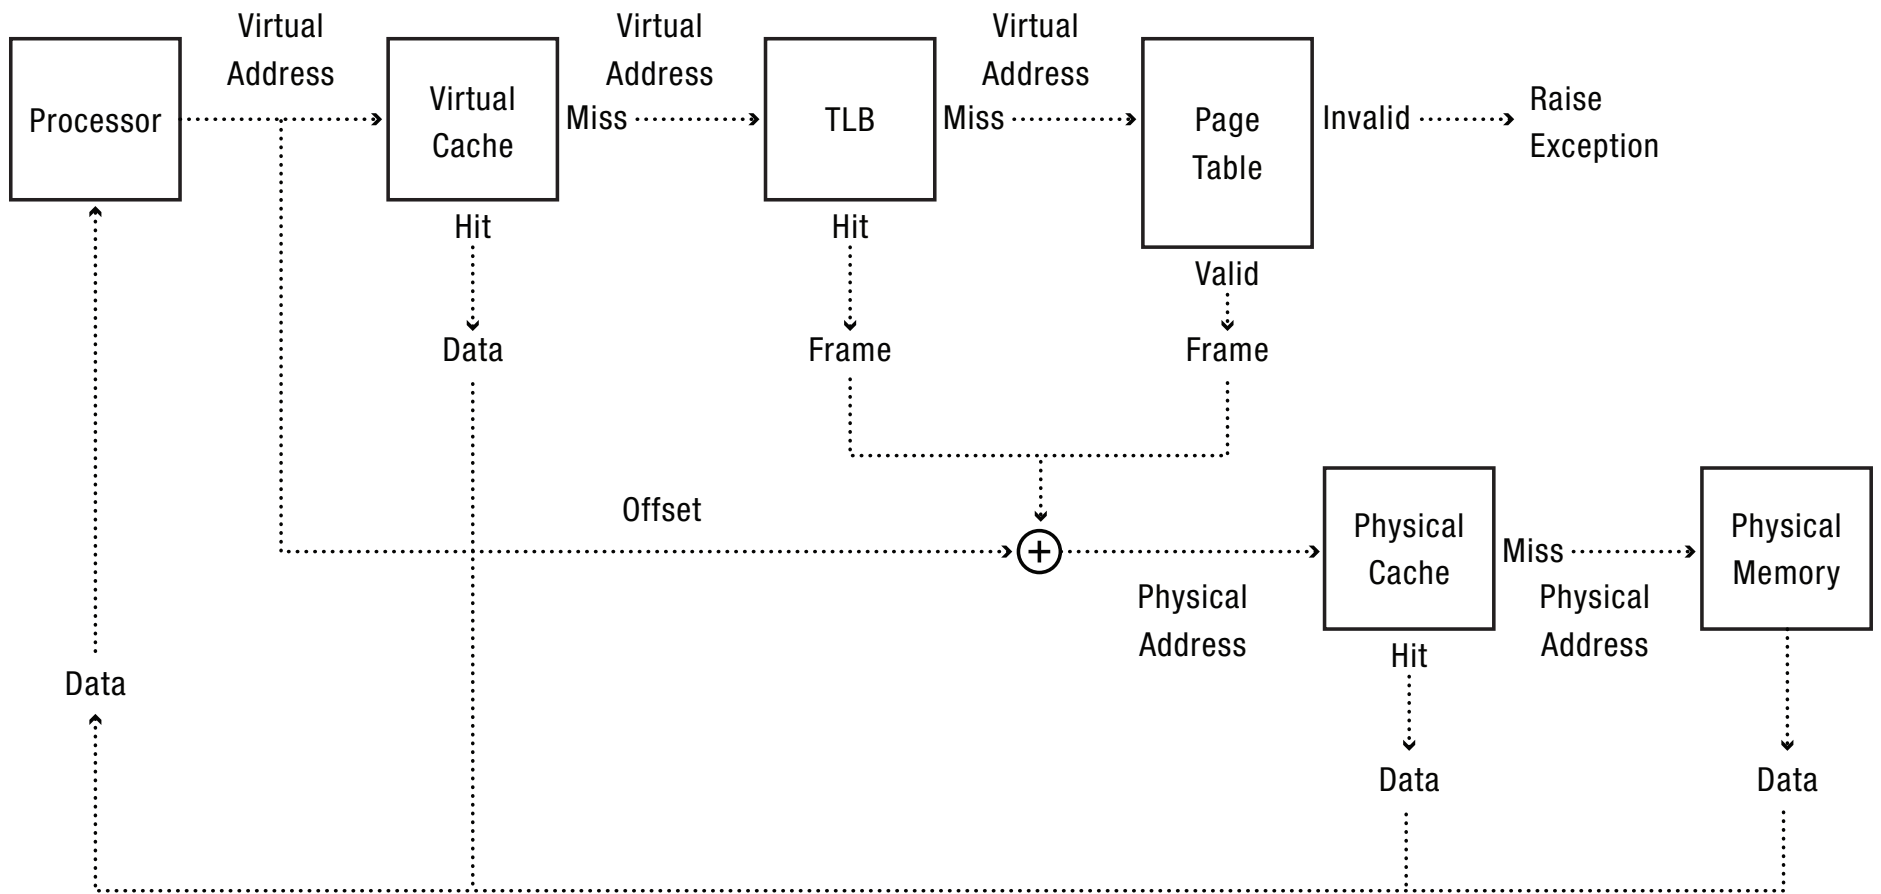 Virtual
Address
Virtual
Address
Virtual
Address
Processor
Virtual
Cache
Miss
TLB
Miss
Page
Table
Invalid
Raise
Exception
Hit
Hit
Valid
Data
Frame
Frame
Offset
Physical
Cache
Miss
Physical
Memory
Physical
Address
Physical
Address
Hit
Data
Data
Data